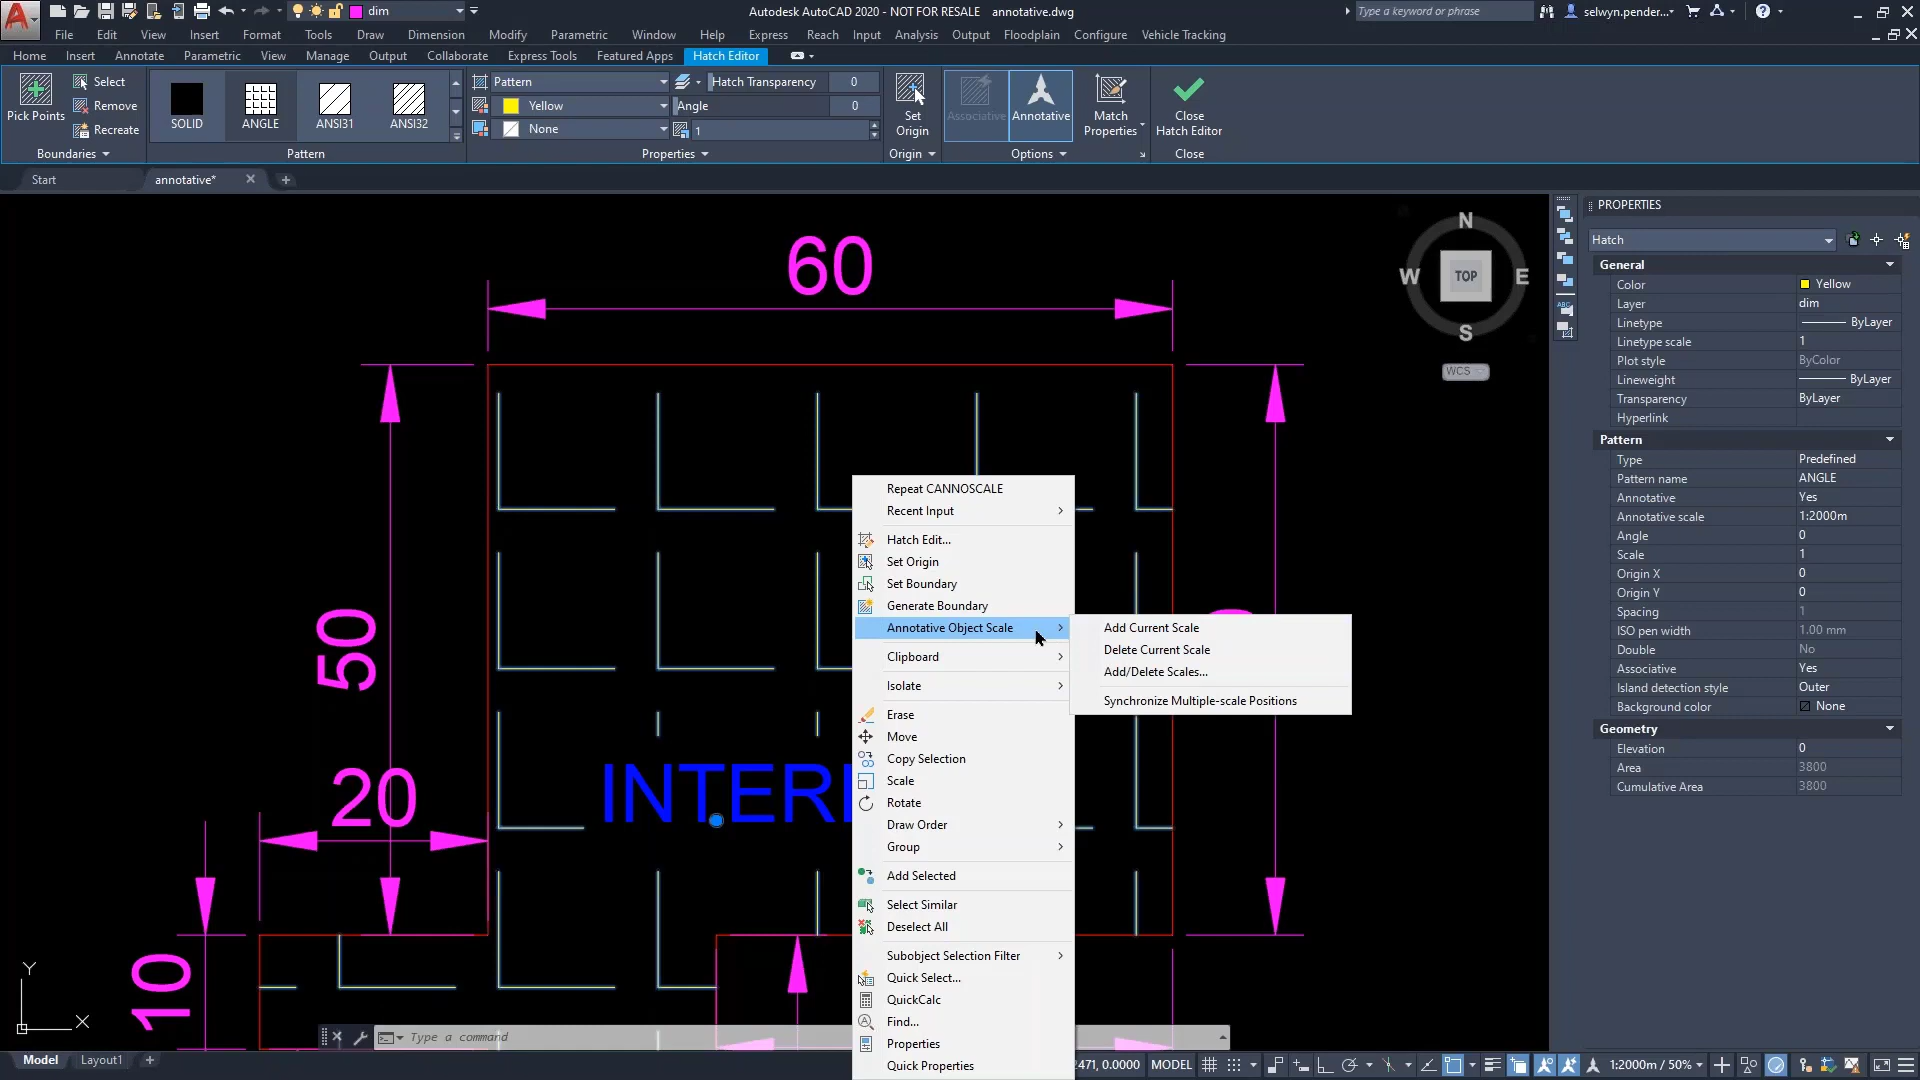 dim
Autodesk AutoCAD 2020 - NOT FOR RESALE annotative.dwg
Type a keyword or phrase
selwyn.pender...
File Edit View Insert Format Tools Draw Dimension Modify Parametric Window Help Express Reach Input Analysis Output Floodplain Configure Vehicle Tracking
Home Insert Annotate Parametric View Manage Output Collaborate Express Tools Featured Apps Hatch Editor
Pick Points
Select
Remove
Recreate
Boundaries
SOLID
ANGLE
ANSI31
ANSI32
Pattern
Pattern
Yellow
None
Hatch Transparency 0
Angle 0
1
Properties
Set Origin
Origin
Associative
Annotative
Match Properties
Options
Close Hatch Editor
Close
Start
annotative*
60
50
20
10
INTER
N
W
TOP
E
S
WCS
Y
X
Repeat CANNOSCALE
Recent Input
Hatch Edit...
Set Origin
Set Boundary
Generate Boundary
Annotative Object Scale
Clipboard
Isolate
Erase
Move
Copy Selection
Scale
Rotate
Draw Order
Group
Add Selected
Select Similar
Deselect All
Subobject Selection Filter
Quick Select...
QuickCalc
Find...
Properties
Quick Properties
Add Current Scale
Delete Current Scale
Add/Delete Scales...
Synchronize Multiple-scale Positions
PROPERTIES
Hatch
General
Color Yellow
Layer dim
Linetype ByLayer
Linetype scale 1
Plot style ByColor
Lineweight ByLayer
Transparency ByLayer
Hyperlink
Pattern
Type Predefined
Pattern name ANGLE
Annotative Yes
Annotative scale 1:2000m
Angle 0
Scale 1
Origin X 0
Origin Y 0
Spacing 1
ISO pen width 1.00 mm
Double No
Associative Yes
Island detection style Outer
Background color None
Geometry
Elevation 0
Area 3800
Cumulative Area 3800
Type a command
Model Layout1
2471, 0.0000 MODEL
1:2000m / 50%